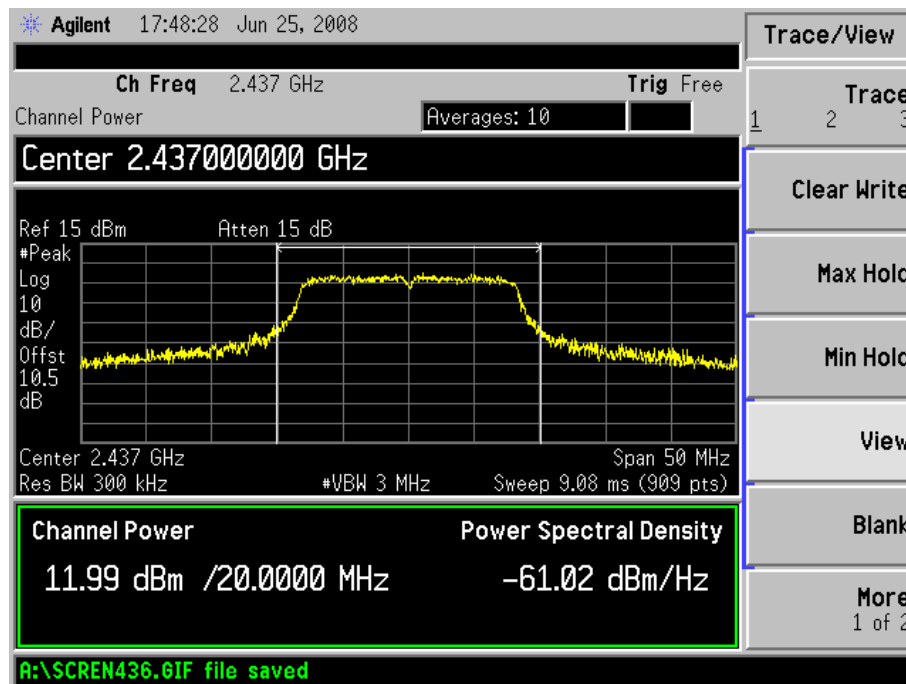 Agilent 17:48:28 Jun 25, 2008
Trace/View
Ch Freq 2.437 GHz Trig Free
Channel Power Averages: 10
Trace
1 2 3
Center 2.437000000 GHz
Clear Write
Ref 15 dBm Atten 15 dB
#Peak
Log
10
dB/
Offst
10.5
dB
Max Hold
Min Hold
View
Center 2.437 GHz Span 50 MHz
Res BW 300 kHz #VBW 3 MHz Sweep 9.08 ms (909 pts)
Channel Power Power Spectral Density
11.99 dBm /20.0000 MHz -61.02 dBm/Hz
Blank
More
1 of 2
A:\SCREN436.GIF file saved